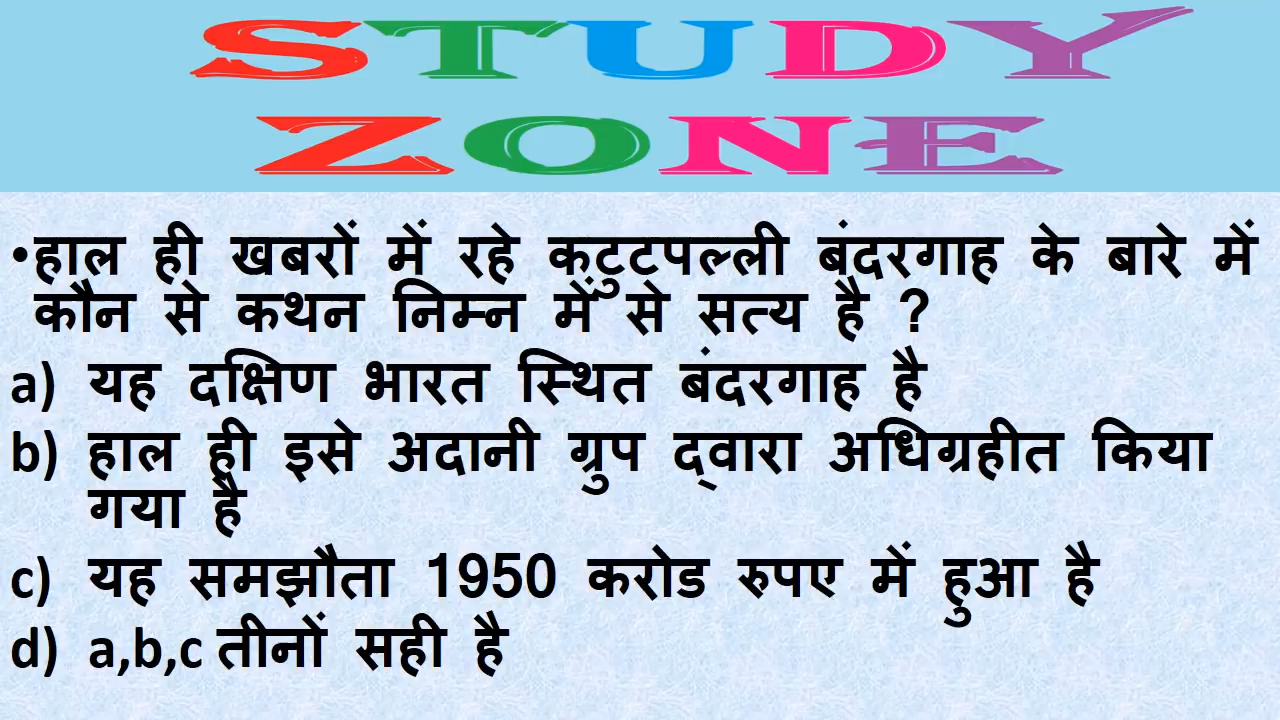 STUDY
ZONE
•हाल ही खबरों में रहे कटुटपल्ली बंदरगाह के बारे में
कौन से कथन निम्न में से सत्य है ?
a) यह दक्षिण भारत स्थित बंदरगाह है
b) हाल ही इसे अदानी ग्रुप द्वारा अधिग्रहीत किया
गया है
c) यह समझौता 1950 करोड रुपए में हुआ है
d) a,b,c तीनों सही है